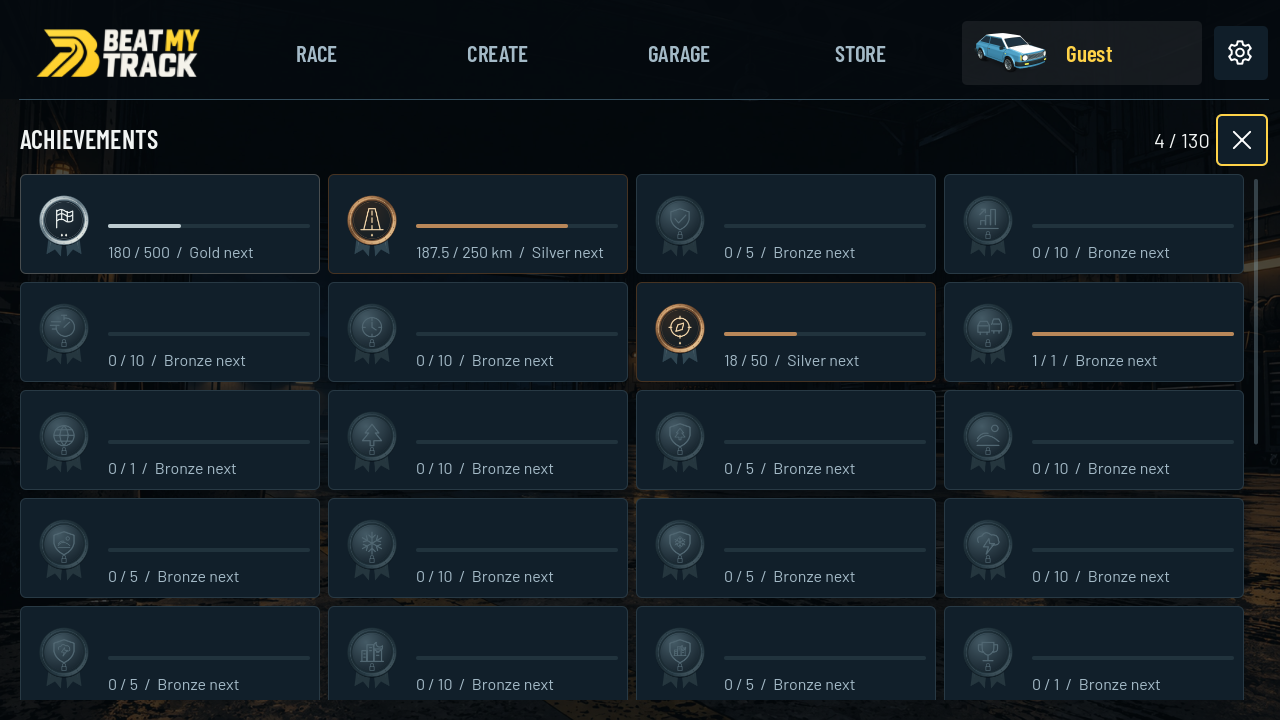 BEAT MY
TRACK
RACE
CREATE
GARAGE
STORE
Guest
ACHIEVEMENTS
4 / 130
180 / 500 / Gold next
187.5 / 250 km / Silver next
0 / 5 / Bronze next
0 / 10 / Bronze next
0 / 10 / Bronze next
0 / 10 / Bronze next
18 / 50 / Silver next
1 / 1 / Bronze next
0 / 1 / Bronze next
0 / 10 / Bronze next
0 / 5 / Bronze next
0 / 10 / Bronze next
0 / 5 / Bronze next
0 / 10 / Bronze next
0 / 5 / Bronze next
0 / 10 / Bronze next
0 / 5 / Bronze next
0 / 10 / Bronze next
0 / 5 / Bronze next
0 / 1 / Bronze next